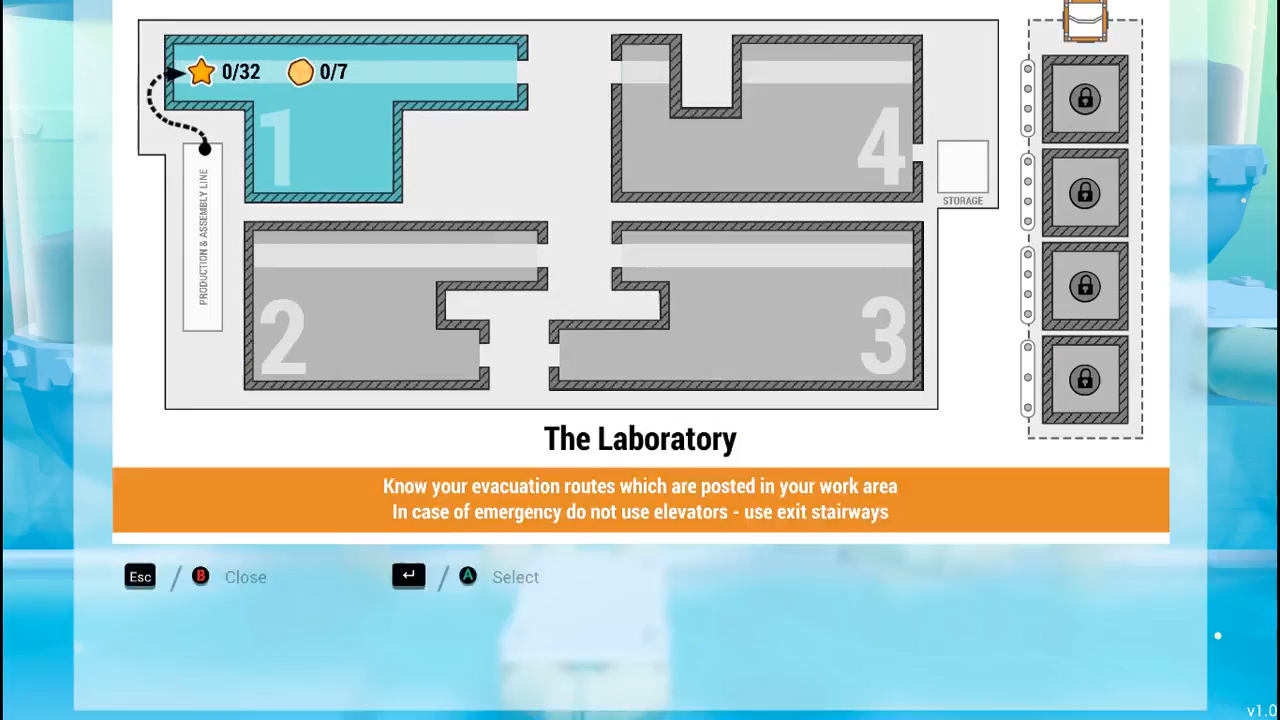 0/32
0/7
1
4
PRODUCTION & ASSEMBLY LINE
STORAGE
2
3
The Laboratory
Know your evacuation routes which are posted in your work area
In case of emergency do not use elevators - use exit stairways
Esc / B Close
↵ / A Select
v1.0